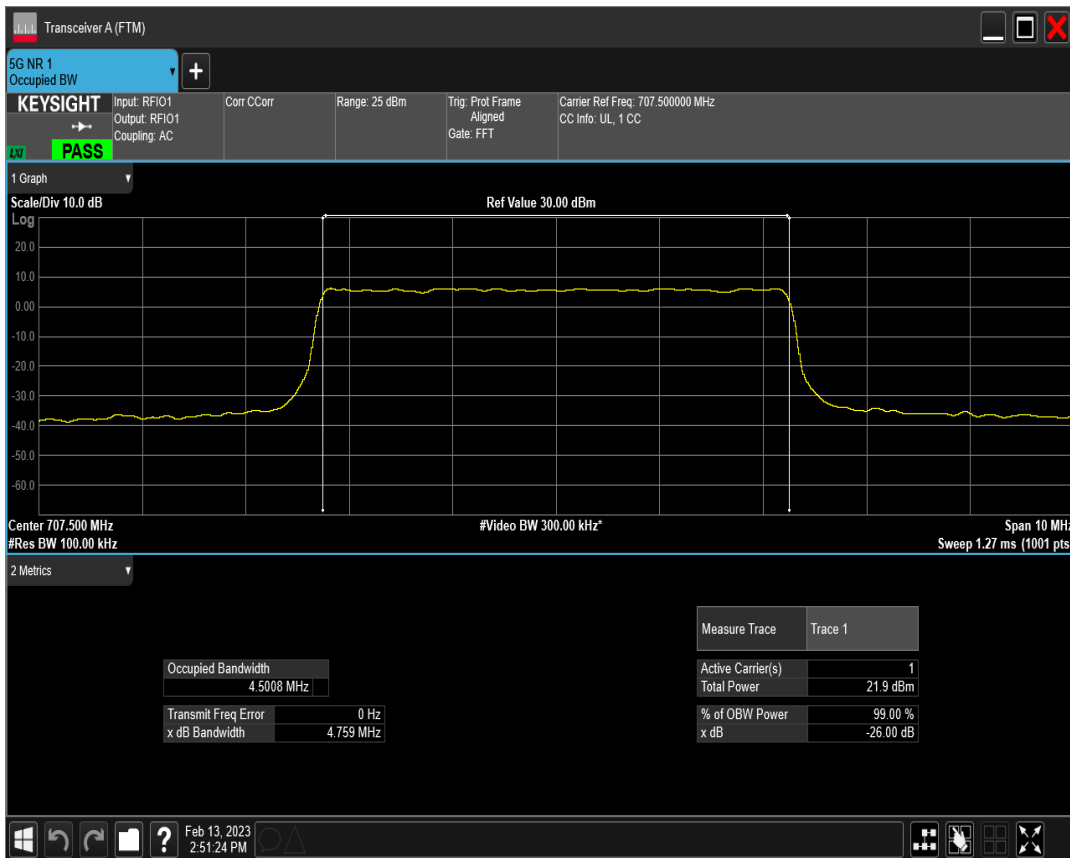 Transceiver A (FTM)
5G NR 1
Occupied BW
+
KEYSIGHT
LXI
PASS
Input: RFIO1
Output: RFIO1
Coupling: AC
Corr CCorr
Range: 25 dBm
Trig: Prot Frame
Aligned
Gate: FFT
Carrier Ref Freq: 707.500000 MHz
CC Info: UL, 1 CC
1 Graph
Scale/Div 10.0 dB
Ref Value 30.00 dBm
Log
20.0
10.0
0.00
-10.0
-20.0
-30.0
-40.0
-50.0
-60.0
Center 707.500 MHz
#Video BW 300.00 kHz*
Span 10 MHz
#Res BW 100.00 kHz
Sweep 1.27 ms (1001 pts
2 Metrics
Measure Trace Trace 1
Occupied Bandwidth
4.5008 MHz
Active Carrier(s) 1
Total Power 21.9 dBm
Transmit Freq Error 0 Hz
x dB Bandwidth 4.759 MHz
% of OBW Power 99.00 %
x dB -26.00 dB
?
Feb 13, 2023
2:51:24 PM